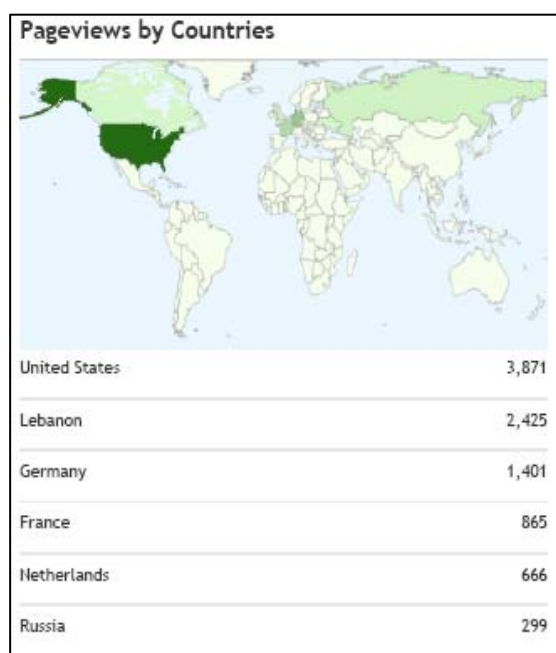 Pageviews by Countries
United States 3,871
Lebanon 2,425
Germany 1,401
France 865
Netherlands 666
Russia 299